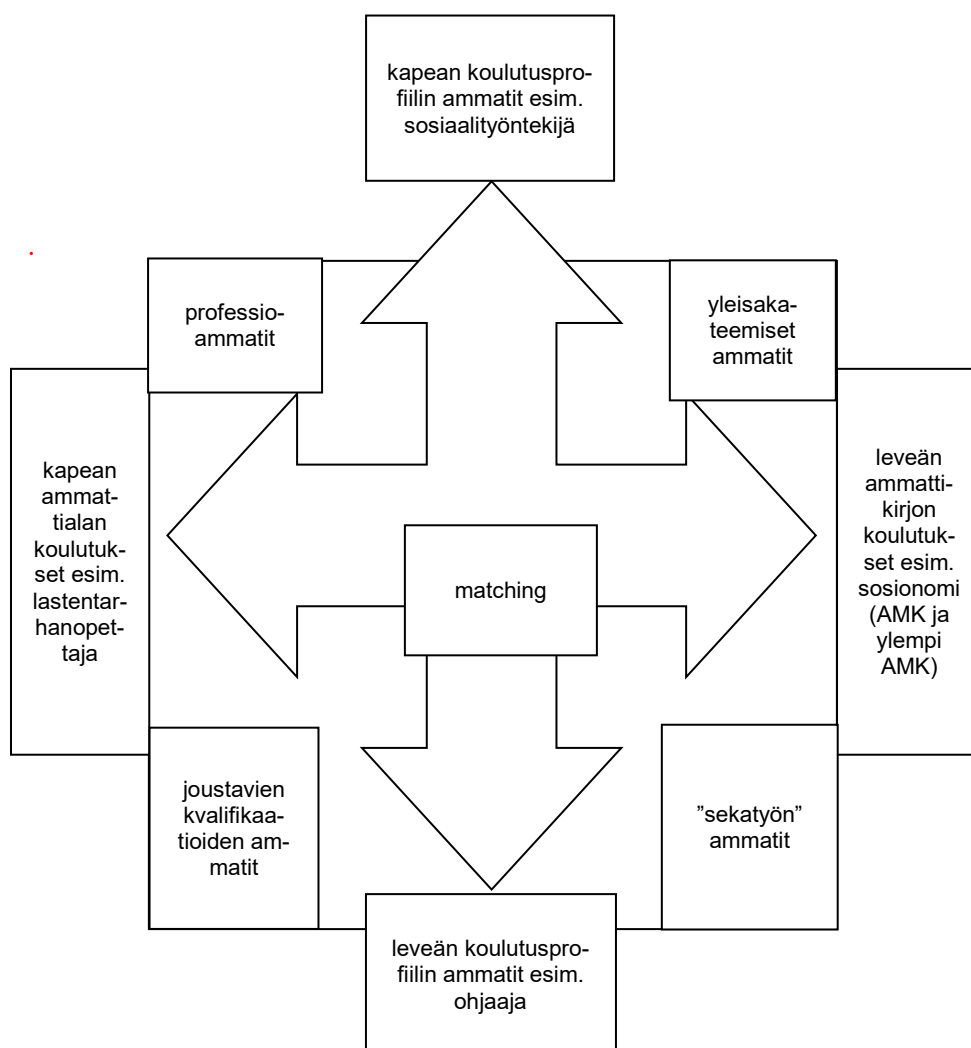 kapean koulutuspro-
fiilin ammatit esim.
sosiaalityöntekijä
professio-
ammatit
yleisaka-
teemiset
ammatit
kapean
ammat-
tialan
koulutuk-
set esim.
lastentar-
hanopet-
taja
matching
leveän
ammatti-
kirjon
koulutuk-
set esim.
sosionomi
(AMK ja
ylempi
AMK)
joustavien
kvalifikaa-
tioiden am-
matit
”sekatyön”
ammatit
leveän koulutuspro-
fiilin ammatit esim.
ohjaaja